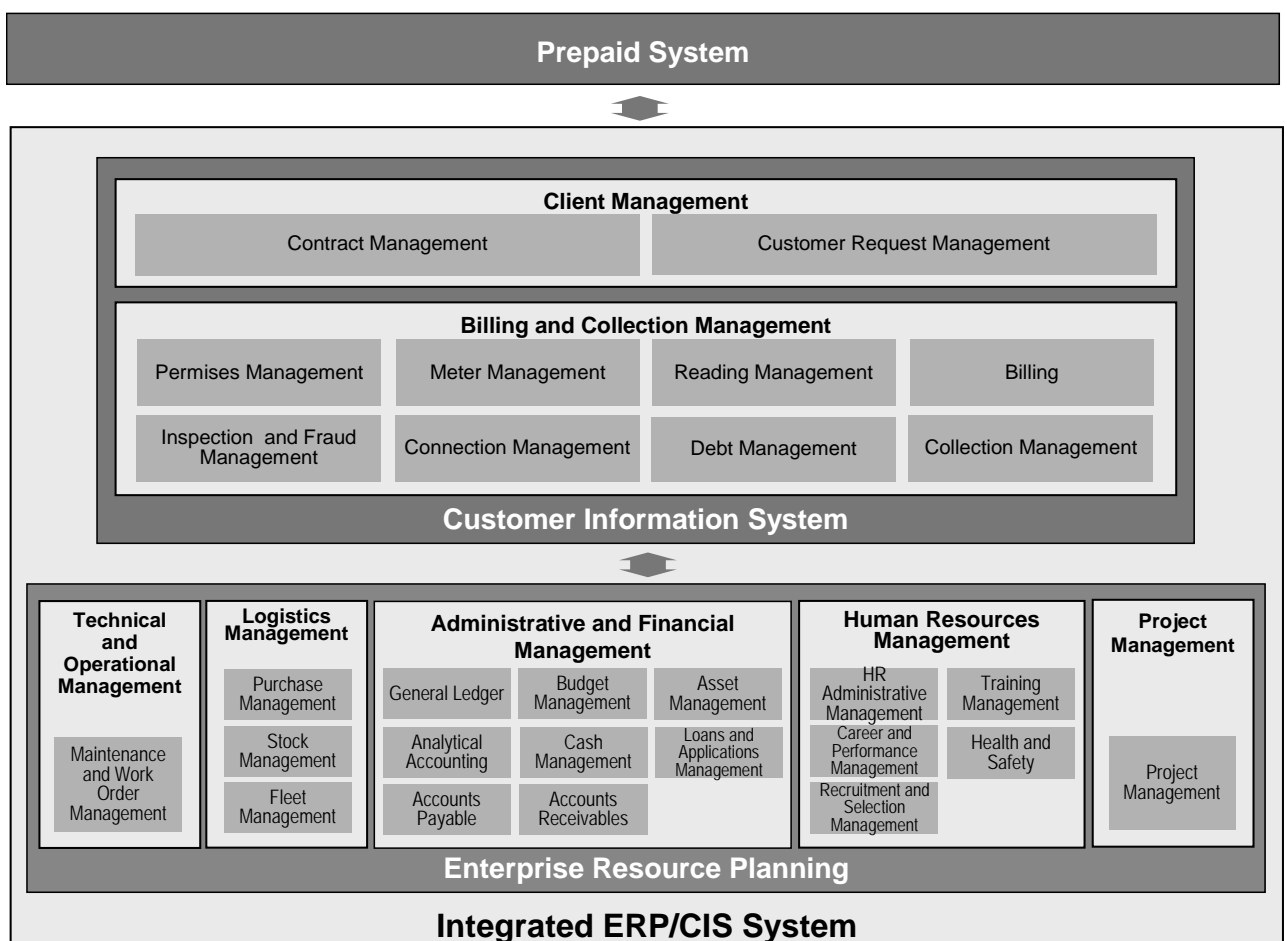 Prepaid System
Client Management
Contract Management
Customer Request Management
Billing and Collection Management
Permises Management
Meter Management
Reading Management
Billing
Inspection and Fraud
Management
Connection Management
Debt Management
Collection Management
Customer Information System
Technical
and
Operational
Management
Maintenance
and Work
Order
Management
Logistics
Management
Purchase
Management
Stock
Management
Fleet
Management
Administrative and Financial
Management
General Ledger
Budget
Management
Asset
Management
Analytical
Accounting
Cash
Management
Loans and
Applications
Management
Accounts
Payable
Accounts
Receivables
Human Resources
Management
HR
Administrative
Management
Training
Management
Career and
Performance
Management
Health and
Safety
Recruitment and
Selection
Management
Project
Management
Project
Management
Enterprise Resource Planning
Integrated ERP/CIS System